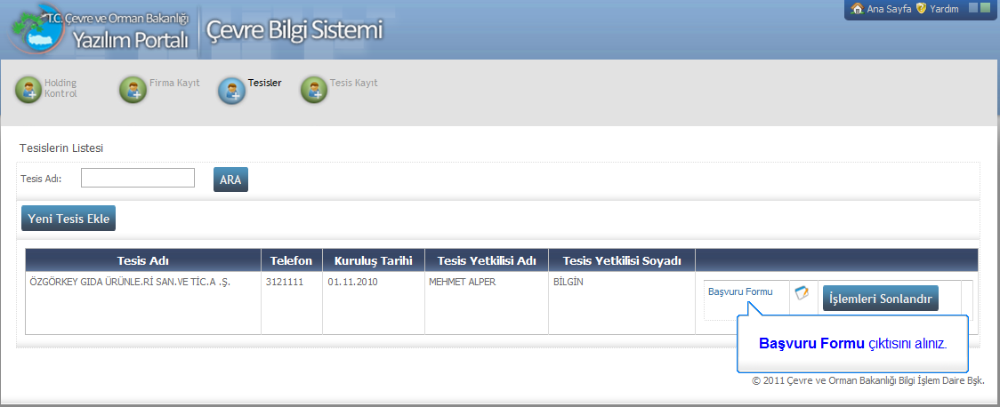 T.C. Çevre ve Orman Bakanlığı
Yazılım Portalı
Çevre Bilgi Sistemi
Ana Sayfa Yardım
Holding
Kontrol
Firma Kayıt
Tesisler
Tesis Kayıt
Tesislerin Listesi
Tesis Adı:
ARA
Yeni Tesis Ekle
Tesis Adı Telefon Kuruluş Tarihi Tesis Yetkilisi Adı Tesis Yetkilisi Soyadı
ÖZGÖRKEY GIDA ÜRÜNLE.Rİ SAN.VE TİC.A .Ş. 3121111 01.11.2010 MEHMET ALPER BİLGİN
Başvuru Formu İşlemleri Sonlandır
Başvuru Formu çıktısını alınız.
© 2011 Çevre ve Orman Bakanlığı Bilgi İşlem Daire Bşk.